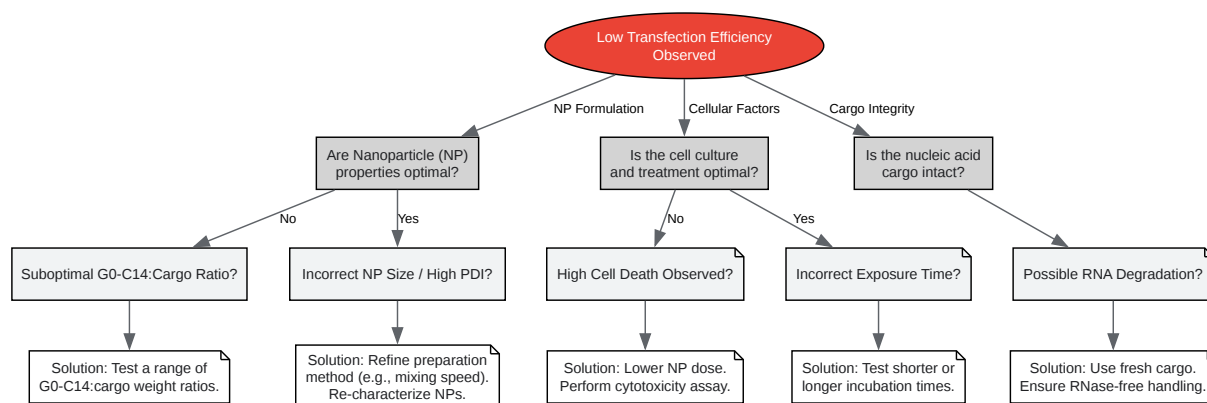 Low Transfection Efficiency
Observed
NP Formulation
Cellular Factors
Cargo Integrity
Are Nanoparticle (NP)
properties optimal?
Is the cell culture
and treatment optimal?
Is the nucleic acid
cargo intact?
No
Yes
No
Yes
Suboptimal G0-C14:Cargo Ratio?
Incorrect NP Size / High PDI?
High Cell Death Observed?
Incorrect Exposure Time?
Possible RNA Degradation?
Solution: Test a range of
G0-C14:cargo weight ratios.
Solution: Refine preparation
method (e.g., mixing speed).
Re-characterize NPs.
Solution: Lower NP dose.
Perform cytotoxicity assay.
Solution: Test shorter or
longer incubation times.
Solution: Use fresh cargo.
Ensure RNase-free handling.